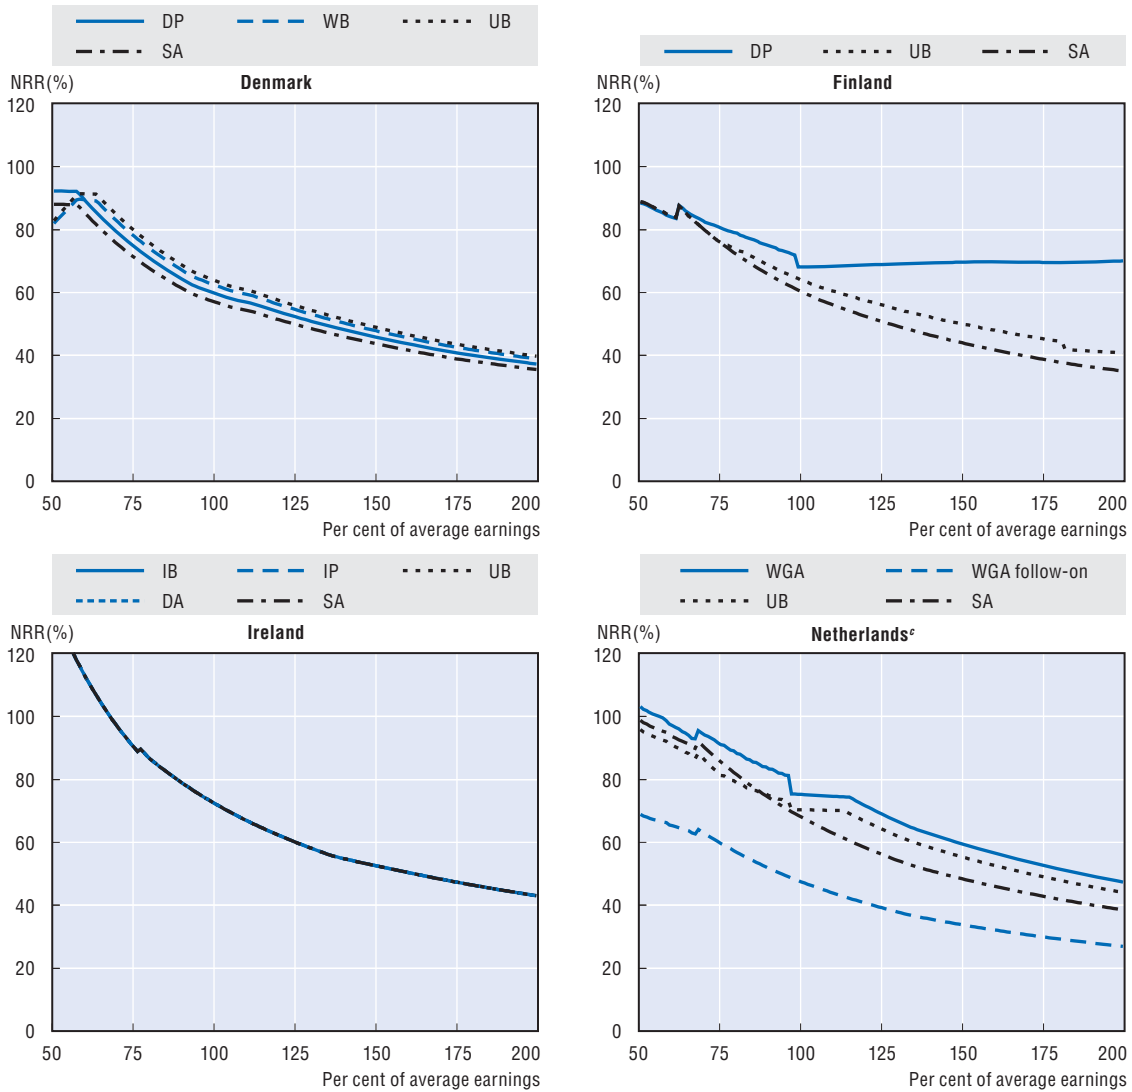 DP WB UB
SA
NRR(%) Denmark
120
100
80
60
40
20
0
50 75 100 125 150 175 200
Per cent of average earnings
DP UB SA
NRR(%) Finland
120
100
80
60
40
20
0
50 75 100 125 150 175 200
Per cent of average earnings
IB IP UB
DA SA
NRR(%) Ireland
120
100
80
60
40
20
0
50 75 100 125 150 175 200
Per cent of average earnings
WGA WGA follow-on
UB SA
NRR(%) Netherlandsᶜ
120
100
80
60
40
20
0
50 75 100 125 150 175 200
Per cent of average earnings